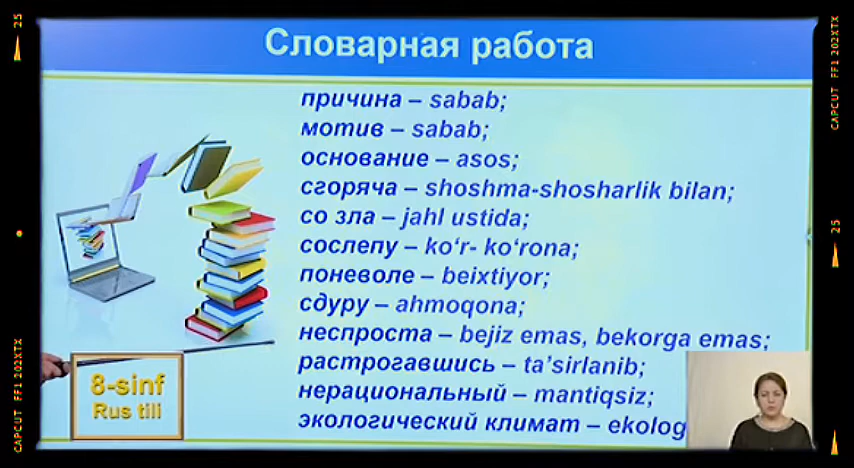 Словарная работа
причина – sabab;
мотив – sabab;
основание – asos;
сгоряча – shoshma-shosharlik bilan;
со зла – jahl ustida;
сослепу – ko‘r- ko‘rona;
поневоле – beixtiyor;
сдуру – ahmoqona;
неспроста – bejiz emas, bekorga emas;
растрогавшись – ta’sirlanib;
нерациональный – mantiqsiz;
экологический климат – ekolog
8-sinf
Rus tili
25
CAPCUT FF1 202XTX
CAPCUT FF1 202XTX
25